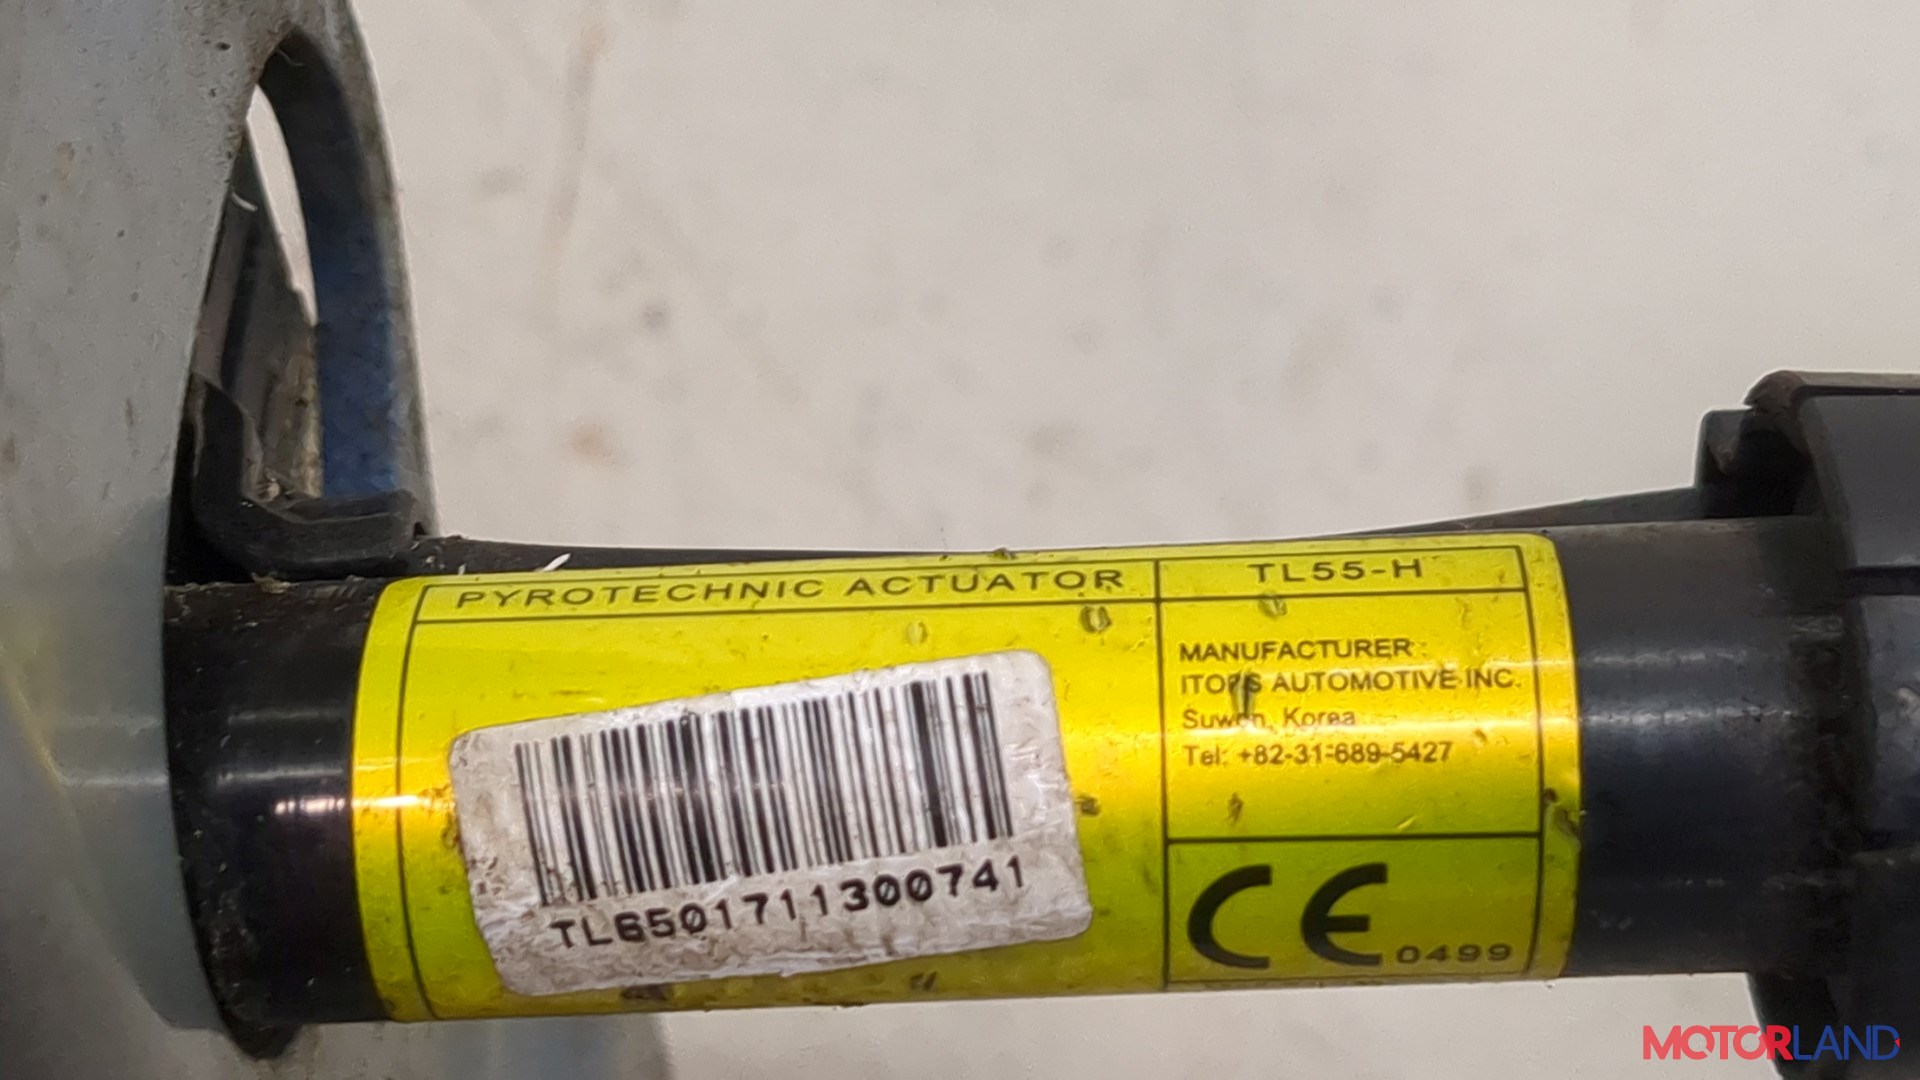 PYROTECHNIC ACTUATOR
TL55-H
MANUFACTURER :
ITOPS AUTOMOTIVE INC.
Suwon, Korea
Tel: +82-31-689-5427
TL6501711300741
CE 0499
MOTORLAND